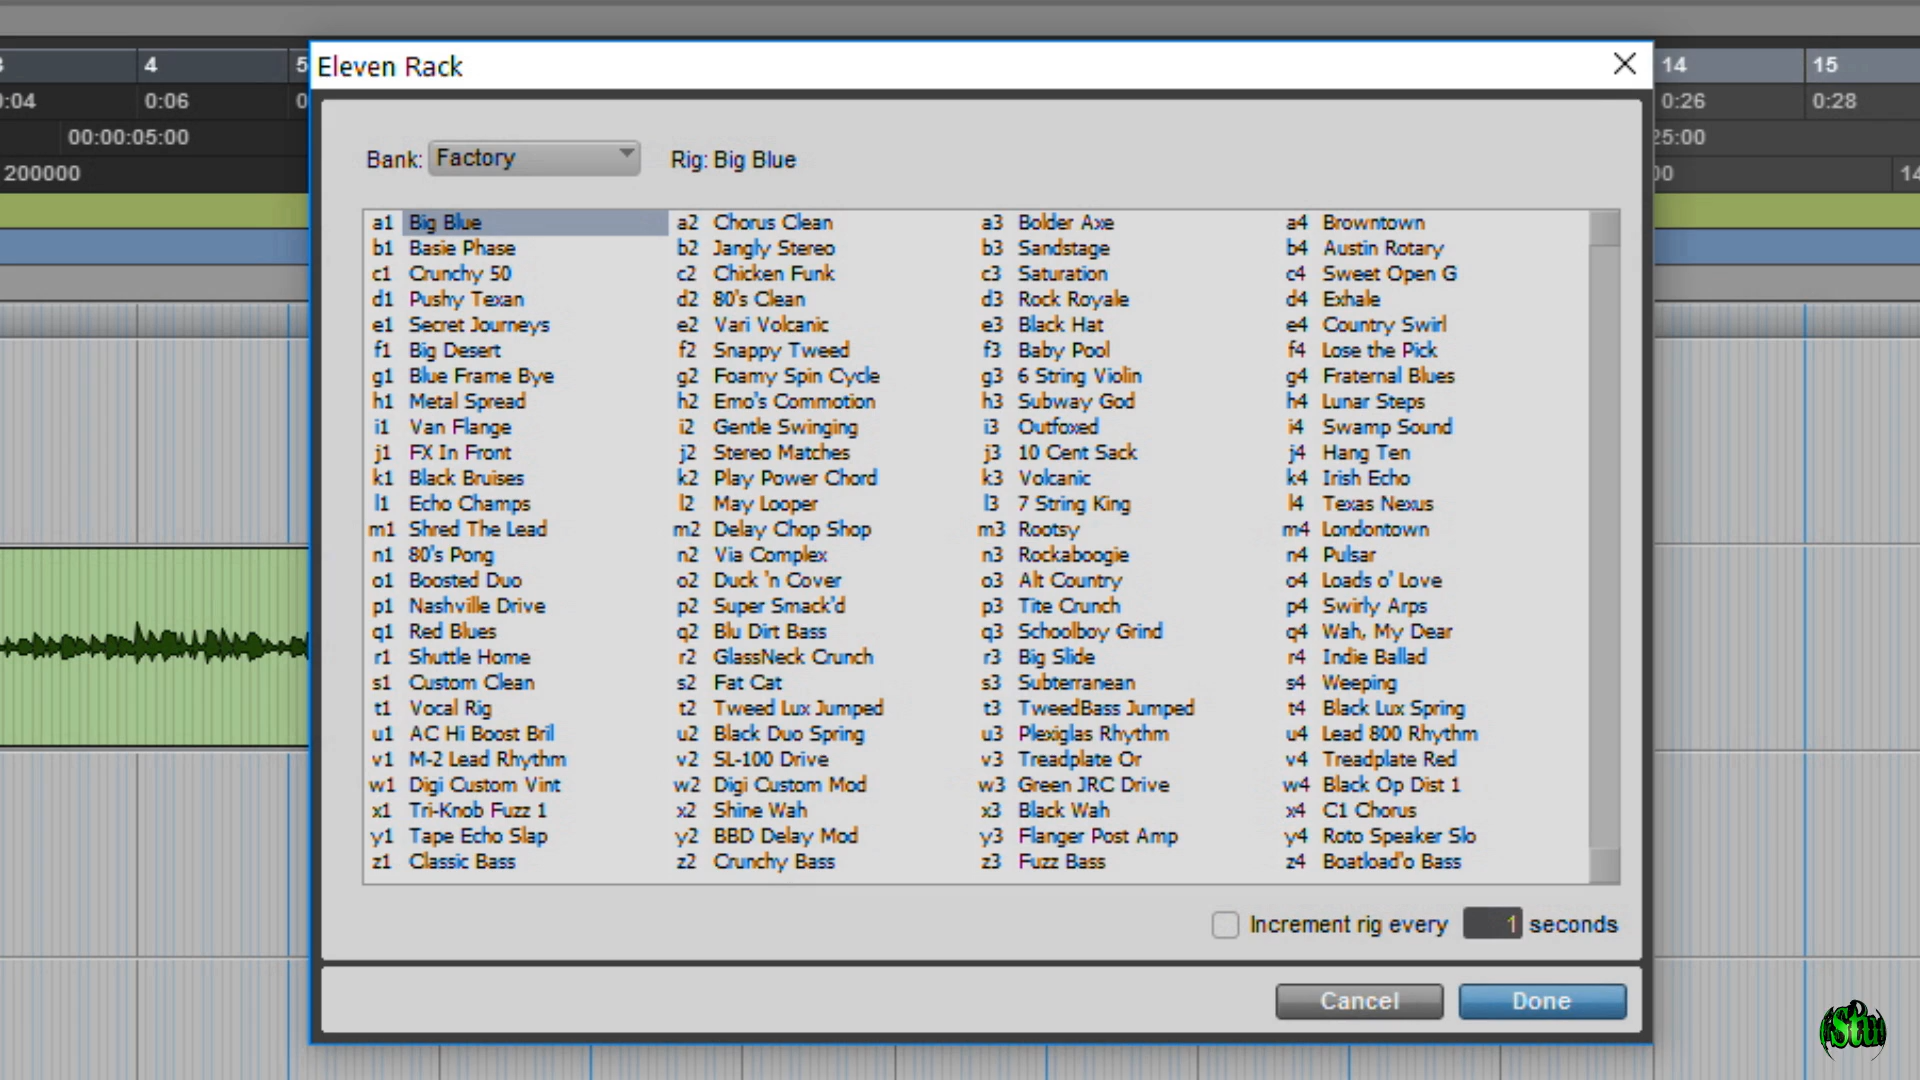 3 4 5 14 15
0:04 0:06 0 0:26 0:28
00:00:05:00 25:00
200000 00 14
Eleven Rack
Bank: Factory Rig: Big Blue
a1 Big Blue a2 Chorus Clean a3 Bolder Axe a4 Browntown
b1 Basie Phase b2 Jangly Stereo b3 Sandstage b4 Austin Rotary
c1 Crunchy 50 c2 Chicken Funk c3 Saturation c4 Sweet Open G
d1 Pushy Texan d2 80's Clean d3 Rock Royale d4 Exhale
e1 Secret Journeys e2 Vari Volcanic e3 Black Hat e4 Country Swirl
f1 Big Desert f2 Snappy Tweed f3 Baby Pool f4 Lose the Pick
g1 Blue Frame Bye g2 Foamy Spin Cycle g3 6 String Violin g4 Fraternal Blues
h1 Metal Spread h2 Emo's Commotion h3 Subway God h4 Lunar Steps
i1 Van Flange i2 Gentle Swinging i3 Outfoxed i4 Swamp Sound
j1 FX In Front j2 Stereo Matches j3 10 Cent Sack j4 Hang Ten
k1 Black Bruises k2 Play Power Chord k3 Volcanic k4 Irish Echo
l1 Echo Champs l2 May Looper l3 7 String King l4 Texas Nexus
m1 Shred The Lead m2 Delay Chop Shop m3 Rootsy m4 Londontown
n1 80's Pong n2 Via Complex n3 Rockaboogie n4 Pulsar
o1 Boosted Duo o2 Duck 'n Cover o3 Alt Country o4 Loads o' Love
p1 Nashville Drive p2 Super Smack'd p3 Tite Crunch p4 Swirly Arps
q1 Red Blues q2 Blu Dirt Bass q3 Schoolboy Grind q4 Wah, My Dear
r1 Shuttle Home r2 GlassNeck Crunch r3 Big Slide r4 Indie Ballad
s1 Custom Clean s2 Fat Cat s3 Subterranean s4 Weeping
t1 Vocal Rig t2 Tweed Lux Jumped t3 TweedBass Jumped t4 Black Lux Spring
u1 AC Hi Boost Bril u2 Black Duo Spring u3 Plexiglas Rhythm u4 Lead 800 Rhythm
v1 M-2 Lead Rhythm v2 SL-100 Drive v3 Treadplate Or v4 Treadplate Red
w1 Digi Custom Vint w2 Digi Custom Mod w3 Green JRC Drive w4 Black Op Dist 1
x1 Tri-Knob Fuzz 1 x2 Shine Wah x3 Black Wah x4 C1 Chorus
y1 Tape Echo Slap y2 BBD Delay Mod y3 Flanger Post Amp y4 Roto Speaker Slo
z1 Classic Bass z2 Crunchy Bass z3 Fuzz Bass z4 Boatload'o Bass
Increment rig every 1 seconds
Cancel Done
Stu